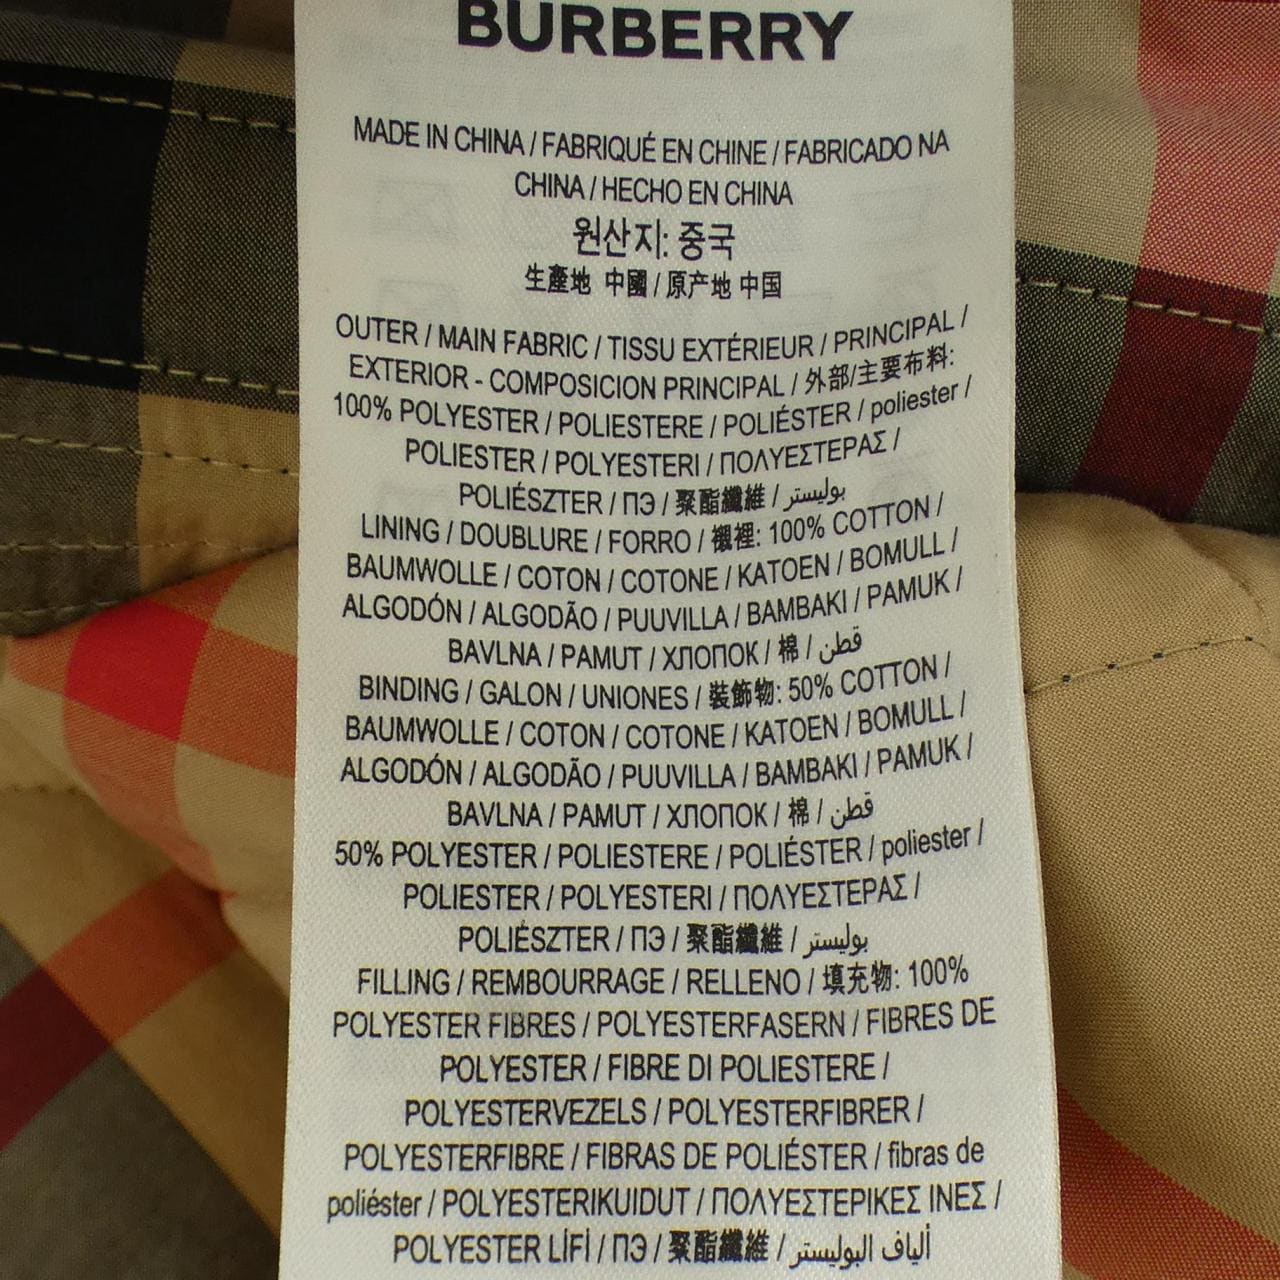 BURBERRY
MADE IN CHINA / FABRIQUÉ EN CHINE / FABRICADO NA
CHINA / HECHO EN CHINA
원산지: 중국
生產地 中國 / 原产地 中国
OUTER / MAIN FABRIC / TISSU EXTÉRIEUR / PRINCIPAL /
EXTERIOR - COMPOSICION PRINCIPAL / 外部/主要布料:
100% POLYESTER / POLIESTERE / POLIÉSTER / poliester /
POLIESTER / POLYESTERI / ΠΟΛΥΕΣΤΕΡΑΣ /
POLIÉSZTER / ПЭ / 聚酯纖維 / بوليستر
LINING / DOUBLURE / FORRO / 襯裡: 100% COTTON /
BAUMWOLLE / COTON / COTONE / KATOEN / BOMULL /
ALGODÓN / ALGODÃO / PUUVILLA / BAMBAKI / PAMUK /
BAVLNA / PAMUT / ХЛОПОК / 棉 / قطن
BINDING / GALON / UNIONES / 裝飾物: 50% COTTON /
BAUMWOLLE / COTON / COTONE / KATOEN / BOMULL /
ALGODÓN / ALGODÃO / PUUVILLA / BAMBAKI / PAMUK /
BAVLNA / PAMUT / ХЛОПОК / 棉 / قطن
50% POLYESTER / POLIESTERE / POLIÉSTER / poliester /
POLIESTER / POLYESTERI / ΠΟΛΥΕΣΤΕΡΑΣ /
POLIÉSZTER / ПЭ / 聚酯纖維 / بوليستر
FILLING / REMBOURRAGE / RELLENO / 填充物: 100%
POLYESTER FIBRES / POLYESTERFASERN / FIBRES DE
POLYESTER / FIBRE DI POLIESTERE /
POLYESTERVEZELS / POLYESTERFIBRER /
POLYESTERFIBRE / FIBRAS DE POLIÉSTER / fibras de
poliéster / POLYESTERIKUIDUT / ΠΟΛΥΕΣΤΕΡΙΚΕΣ ΙΝΕΣ /
POLYESTER LİFİ / ПЭ / 聚酯纖維 / ألياف البوليستر